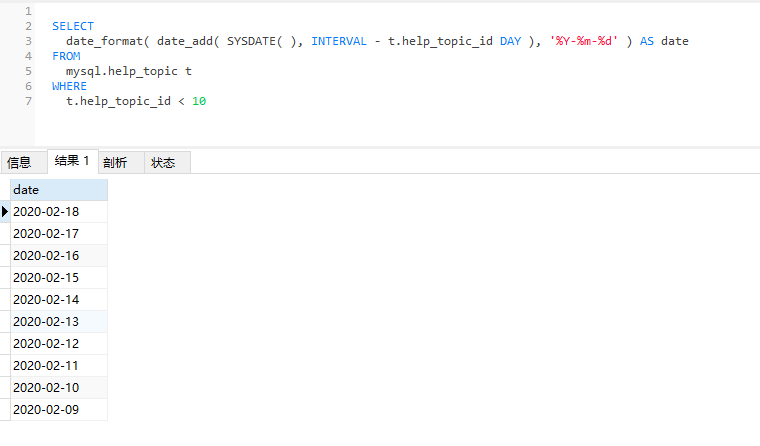 1
2 SELECT
3 date_format( date_add( SYSDATE( ), INTERVAL - t.help_topic_id DAY ), '%Y-%m-%d' ) AS date
4 FROM
5 mysql.help_topic t
6 WHERE
7 t.help_topic_id < 10
信息 结果 1 剖析 状态
date
2020-02-18
2020-02-17
2020-02-16
2020-02-15
2020-02-14
2020-02-13
2020-02-12
2020-02-11
2020-02-10
2020-02-09